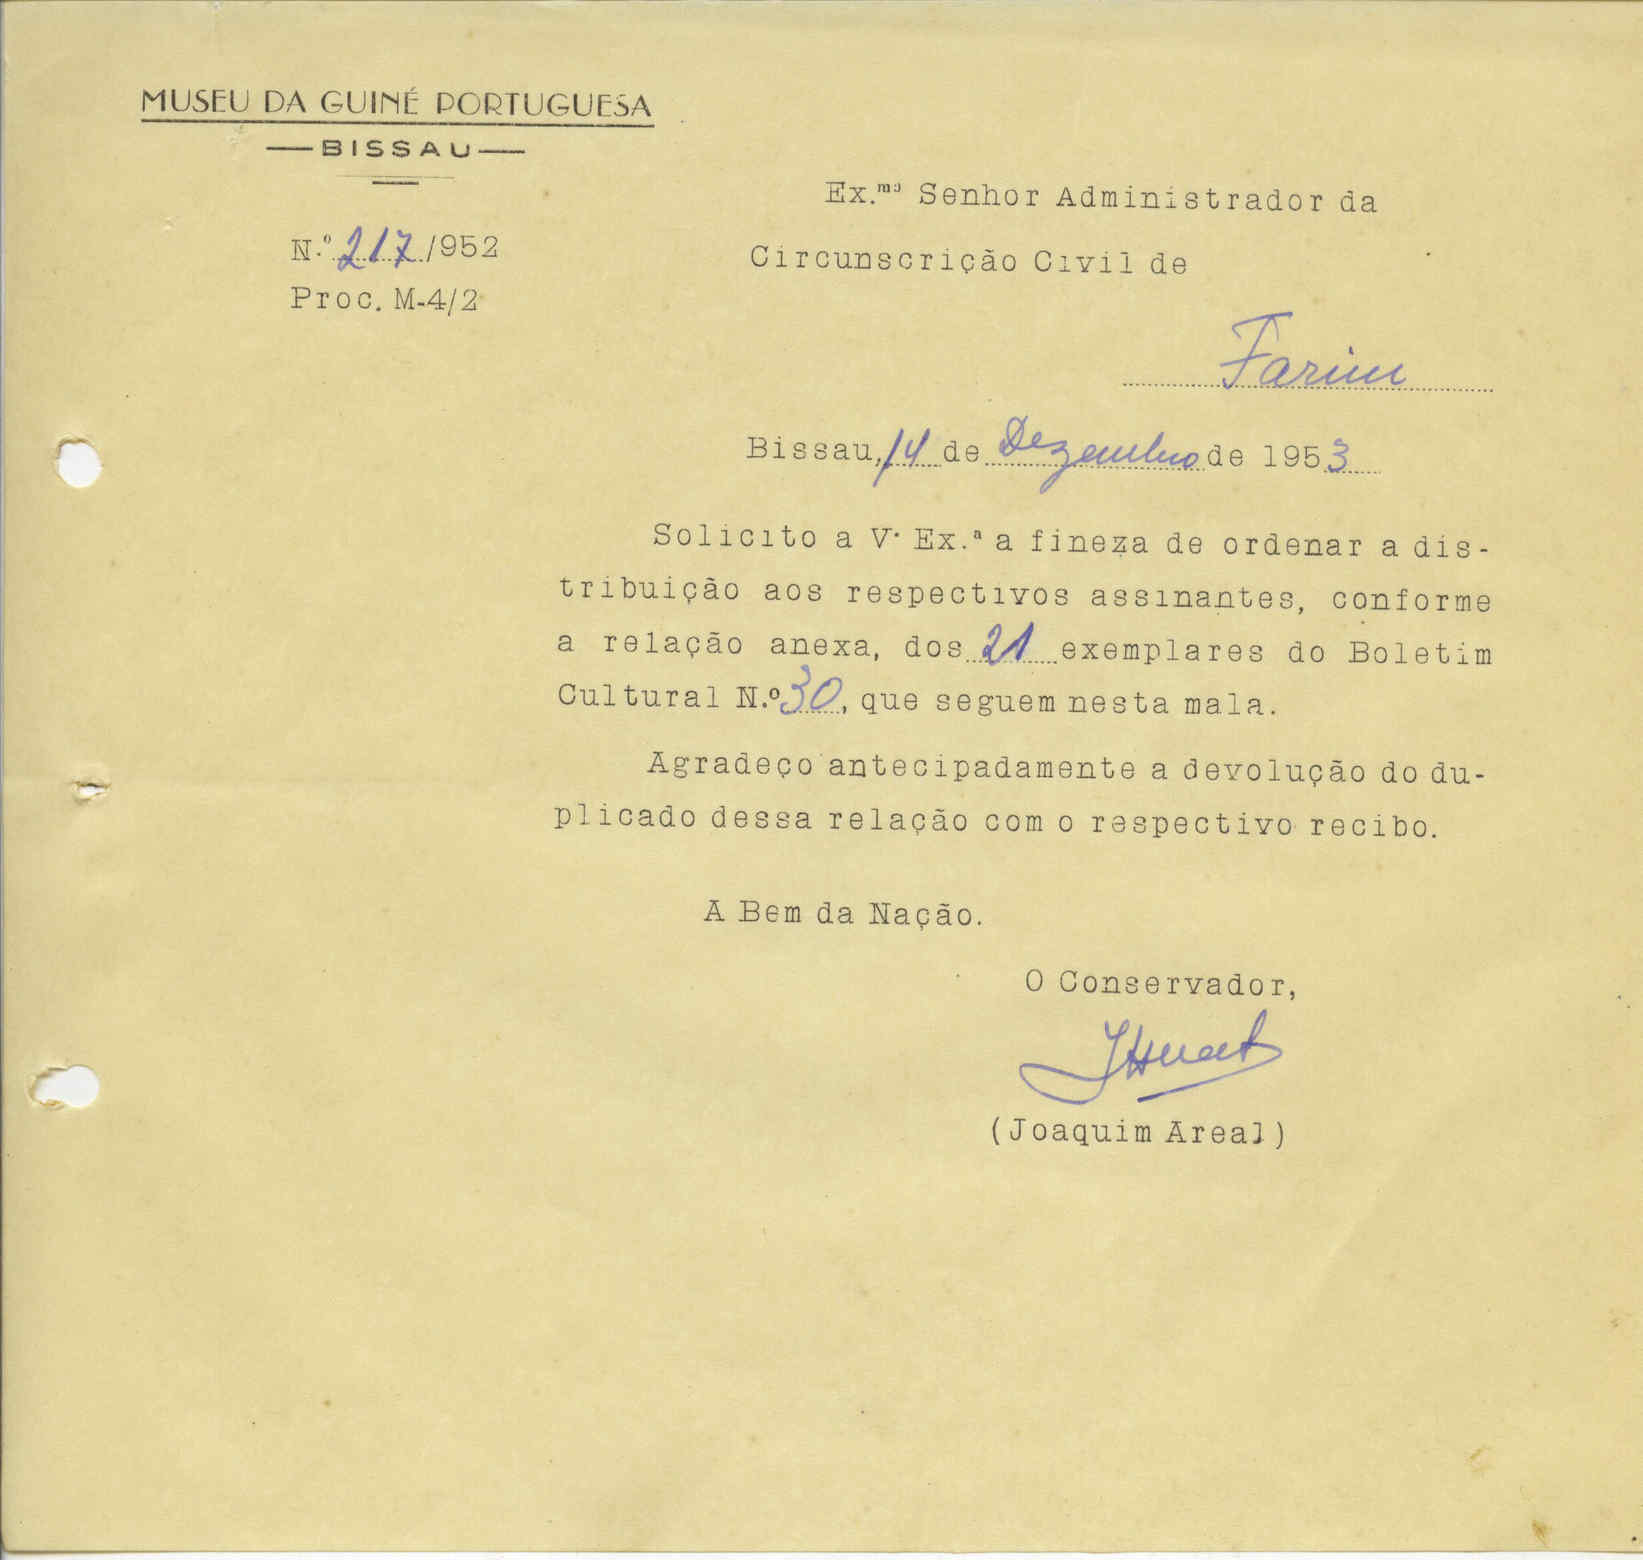 MUSEU DA GUINÉ PORTUGUESA
BISSAU
N.º 217/952
Proc. M-4/2
Ex.mo Senhor Administrador da
Circunscrição Civil de
Farim
Bissau, 14 de Dezembro de 1953
Solicito a V. Ex.ª a fineza de ordenar a dis-
tribuição aos respectivos assinantes, conforme
a relação anexa, dos 21 exemplares do Boletim
Cultural N.º 30, que seguem nesta mala.
Agradeço antecipadamente a devolução do du-
plicado dessa relação com o respectivo recibo.
A Bem da Nação.
O Conservador,
(Joaquim Areal)